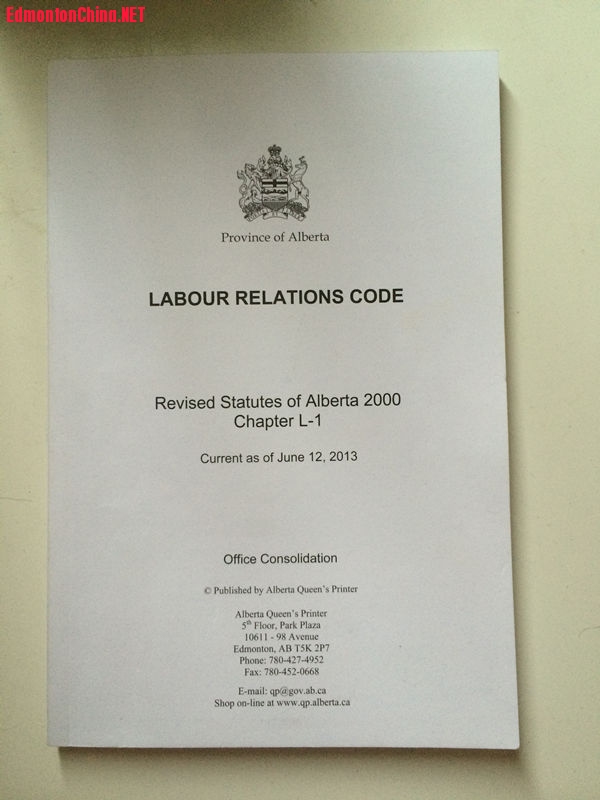 EdmontonChina.NET
Province of Alberta
LABOUR RELATIONS CODE
Revised Statutes of Alberta 2000
Chapter L-1
Current as of June 12, 2013
Office Consolidation
© Published by Alberta Queen's Printer
Alberta Queen's Printer
5th Floor, Park Plaza
10611 - 98 Avenue
Edmonton, AB T5K 2P7
Phone: 780-427-4952
Fax: 780-452-0668
E-mail: qp@gov.ab.ca
Shop on-line at www.qp.alberta.ca